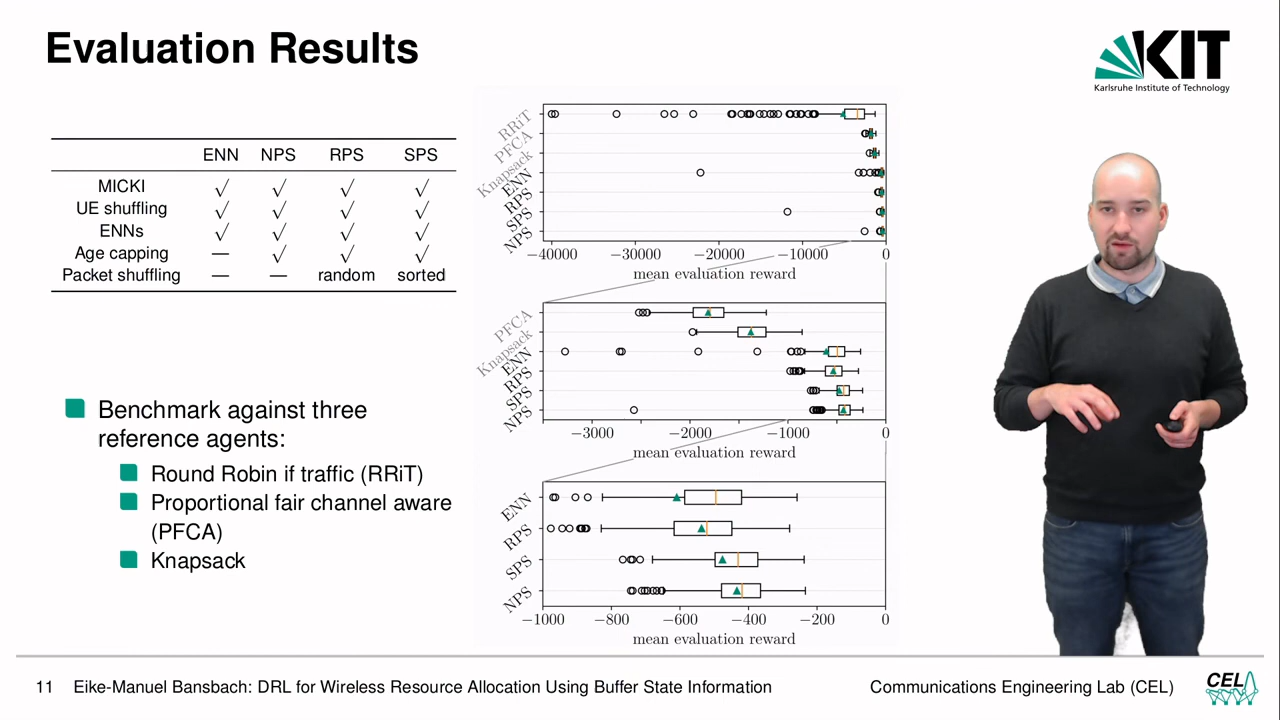 Evaluation Results
KIT
Karlsruhe Institute of Technology
ENN NPS RPS SPS
MICKI √ √ √ √
UE shuffling √ √ √ √
ENNs √ √ √ √
Age capping — √ √ √
Packet shuffling — — random sorted
Benchmark against three
reference agents:
Round Robin if traffic (RRiT)
Proportional fair channel aware
(PFCA)
Knapsack
RRiT
PFCA
Knapsack
ENN
RPS
SPS
NPS
−40000 −30000 −20000 −10000 0
mean evaluation reward
PFCA
Knapsack
ENN
RPS
SPS
NPS
−3000 −2000 −1000 0
mean evaluation reward
ENN
RPS
SPS
NPS
−1000 −800 −600 −400 −200 0
mean evaluation reward
11 Eike-Manuel Bansbach: DRL for Wireless Resource Allocation Using Buffer State Information
Communications Engineering Lab (CEL)
CEL